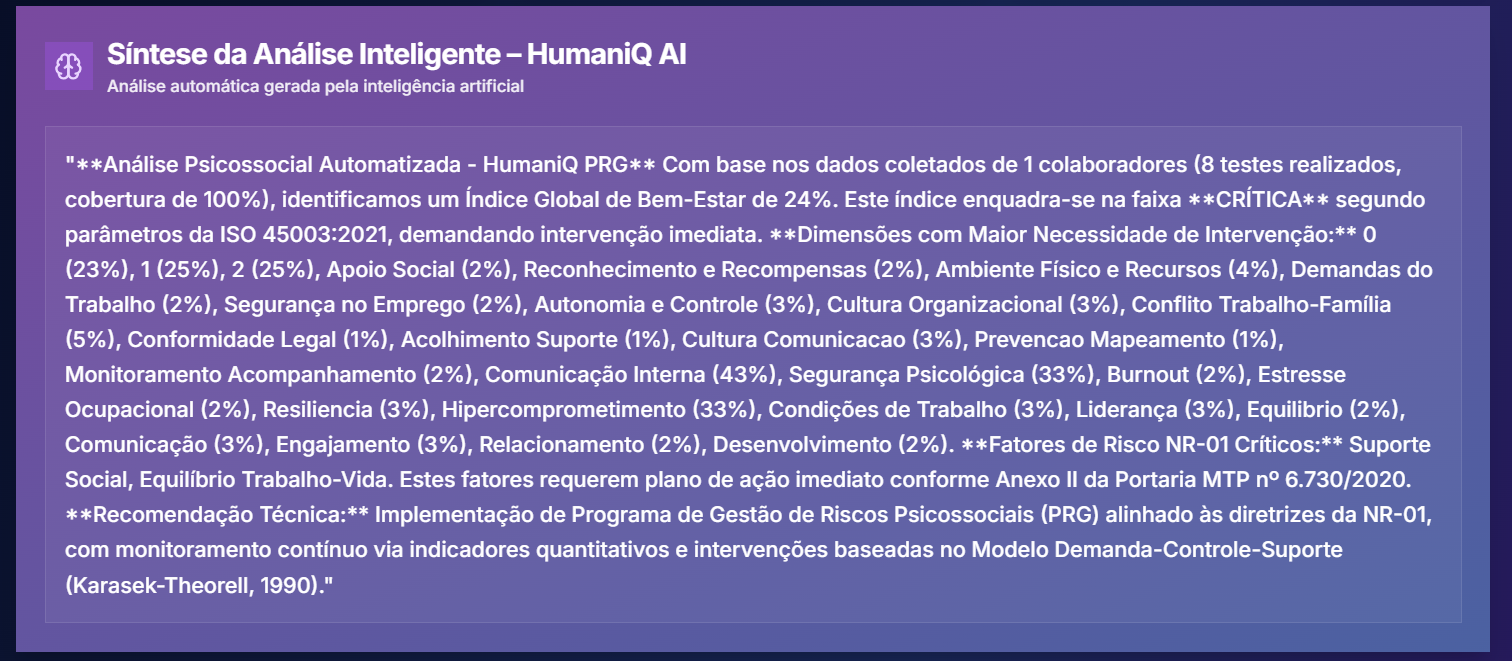 Síntese da Análise Inteligente – HumaniQ AI
Análise automática gerada pela inteligência artificial
"**Análise Psicossocial Automatizada - HumaniQ PRG** Com base nos dados coletados de 1 colaboradores (8 testes realizados,
cobertura de 100%), identificamos um Índice Global de Bem-Estar de 24%. Este índice enquadra-se na faixa **CRÍTICA** segundo
parâmetros da ISO 45003:2021, demandando intervenção imediata. **Dimensões com Maior Necessidade de Intervenção:** 0
(23%), 1 (25%), 2 (25%), Apoio Social (2%), Reconhecimento e Recompensas (2%), Ambiente Físico e Recursos (4%), Demandas do
Trabalho (2%), Segurança no Emprego (2%), Autonomia e Controle (3%), Cultura Organizacional (3%), Conflito Trabalho-Família
(5%), Conformidade Legal (1%), Acolhimento Suporte (1%), Cultura Comunicacao (3%), Prevencao Mapeamento (1%),
Monitoramento Acompanhamento (2%), Comunicação Interna (43%), Segurança Psicológica (33%), Burnout (2%), Estresse
Ocupacional (2%), Resiliencia (3%), Hipercomprometimento (33%), Condições de Trabalho (3%), Liderança (3%), Equilibrio (2%),
Comunicação (3%), Engajamento (3%), Relacionamento (2%), Desenvolvimento (2%). **Fatores de Risco NR-01 Críticos:** Suporte
Social, Equilíbrio Trabalho-Vida. Estes fatores requerem plano de ação imediato conforme Anexo II da Portaria MTP nº 6.730/2020.
**Recomendação Técnica:** Implementação de Programa de Gestão de Riscos Psicossociais (PRG) alinhado às diretrizes da NR-01,
com monitoramento contínuo via indicadores quantitativos e intervenções baseadas no Modelo Demanda-Controle-Suporte
(Karasek-Theorell, 1990)."